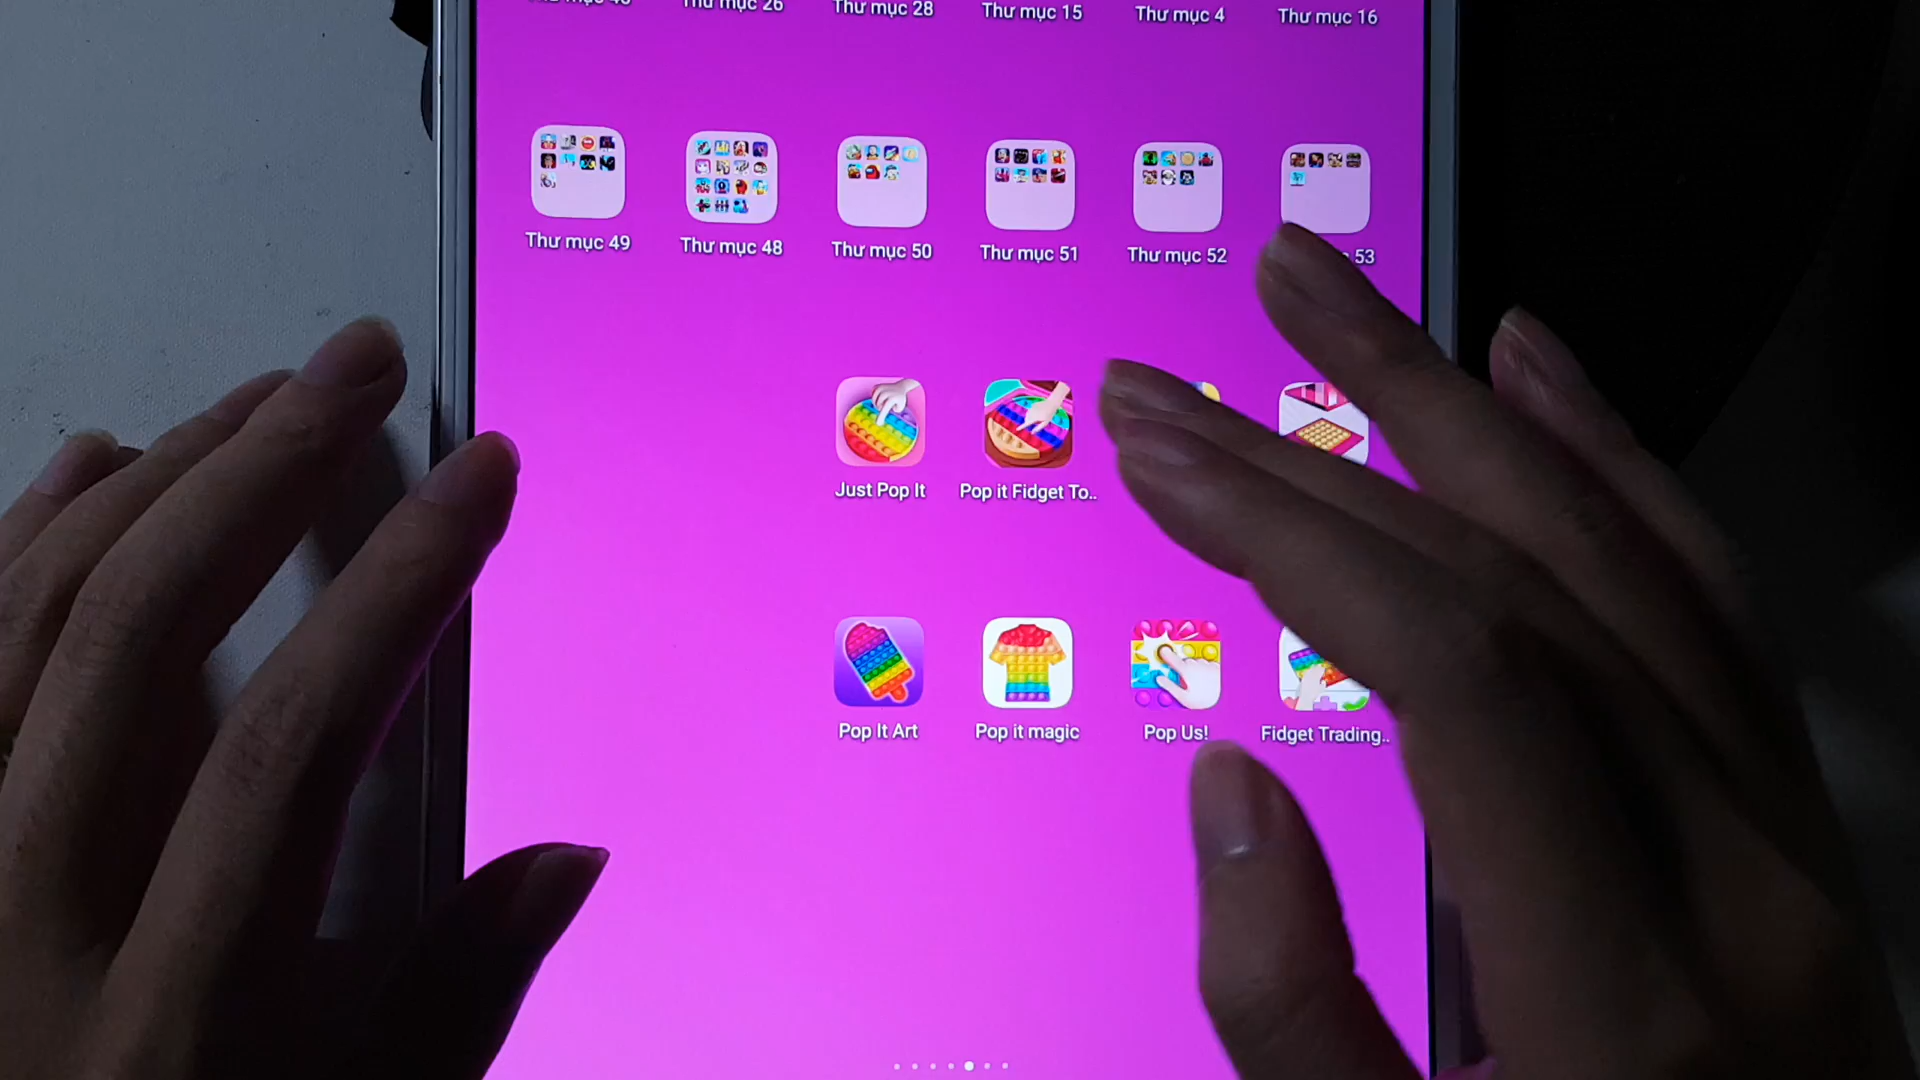 Thư mục 26
Thư mục 28
Thư mục 15
Thư mục 4
Thư mục 16
Thư mục 49
Thư mục 48
Thư mục 50
Thư mục 51
Thư mục 52
53
Just Pop It
Pop it Fidget To..
Pop It Art
Pop it magic
Pop Us!
Fidget Trading..